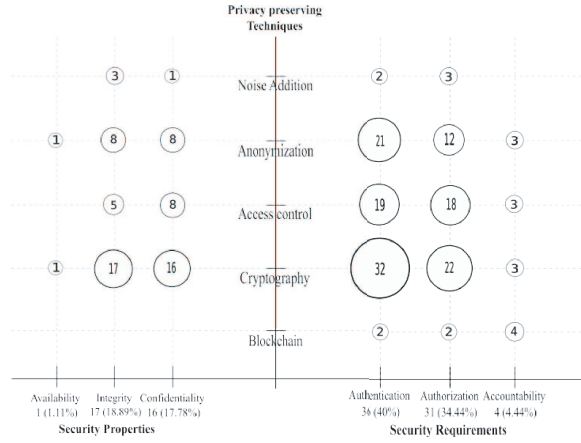 Privacy preserving
Techniques
3 1 Noise Addition 2 3
1 8 8 Anonymization 21 12 3
5 8 Access control 19 18 3
1 17 16 Cryptography 32 22 3
Blockchain 2 2 4
Availability Integrity Confidentiality Authentication Authorization Accountability
1 (1.11%) 17 (18.89%) 16 (17.78%) 36 (40%) 31 (34.44%) 4 (4.44%)
Security Properties Security Requirements